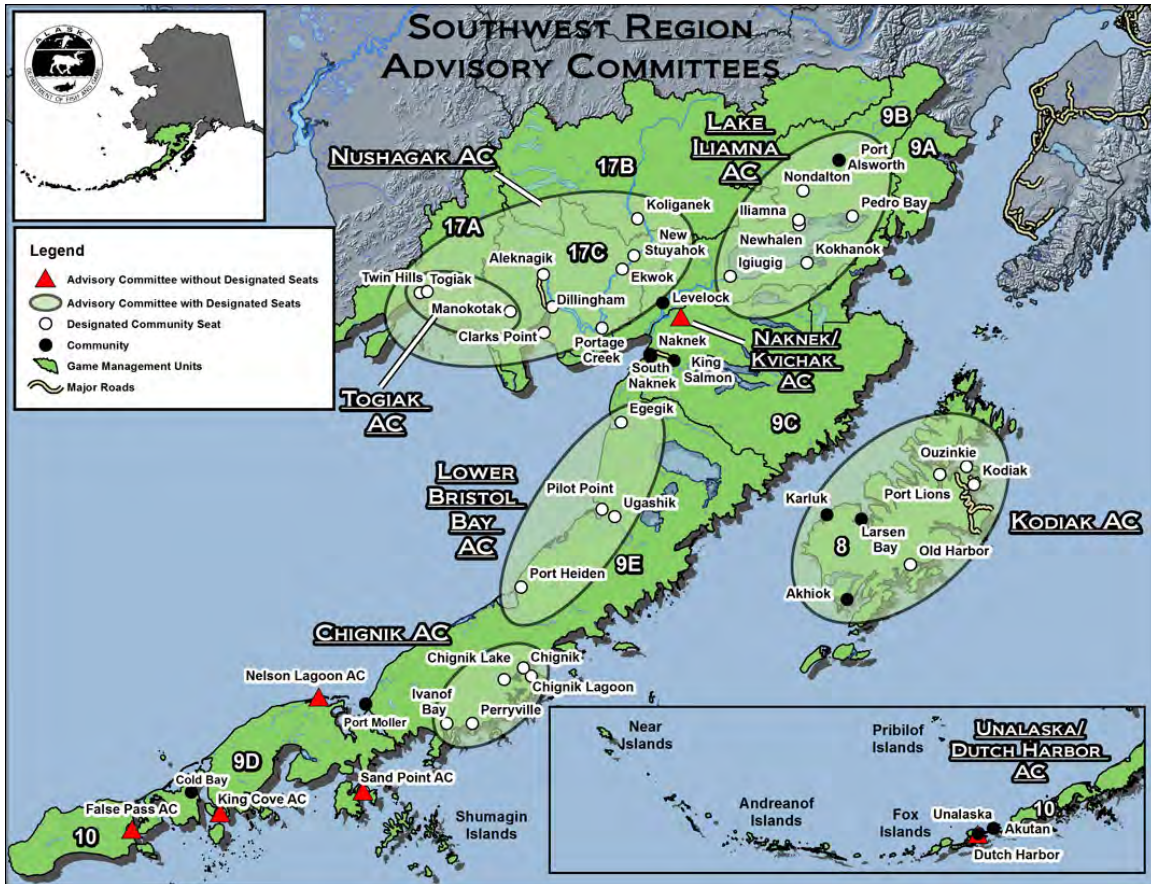 SOUTHWEST REGION
ADVISORY COMMITTEES
ALASKA
DEPARTMENT OF FISH AND GAME
Legend
Advisory Committee without Designated Seats
Advisory Committee with Designated Seats
Designated Community Seat
Community
Game Management Units
Major Roads
NUSHAGAK AC
LAKE
ILIAMNA
AC
17B
9B
9A
17A
17C
Port
Alsworth
Nondalton
Iliamna
Pedro Bay
Newhalen
Kokhanok
Igiugig
Koliganek
New
Stuyahok
Ekwok
Aleknagik
Twin Hills
Togiak
Manokotak
Dillingham
Clarks Point
Portage
Creek
Levelock
Naknek
South
Naknek
King
Salmon
NAKNEK/
KVICHAK
AC
TOGIAK
AC
9C
Egegik
LOWER
BRISTOL
BAY
AC
Pilot Point
Ugashik
Port Heiden
9E
Ouzinkie
Kodiak
Port Lions
Karluk
Larsen
Bay
8
Old Harbor
Akhiok
KODIAK AC
CHIGNIK AC
Chignik Lake
Chignik
Chignik Lagoon
Ivanof
Bay
Perryville
Nelson Lagoon AC
Port Moller
9D
Cold Bay
Sand Point AC
False Pass AC
King Cove AC
10
Shumagin
Islands
Near
Islands
Pribilof
Islands
UNALASKA/
DUTCH HARBOR
AC
Andreanof
Islands
Fox
Islands
Unalaska
10
Akutan
Dutch Harbor